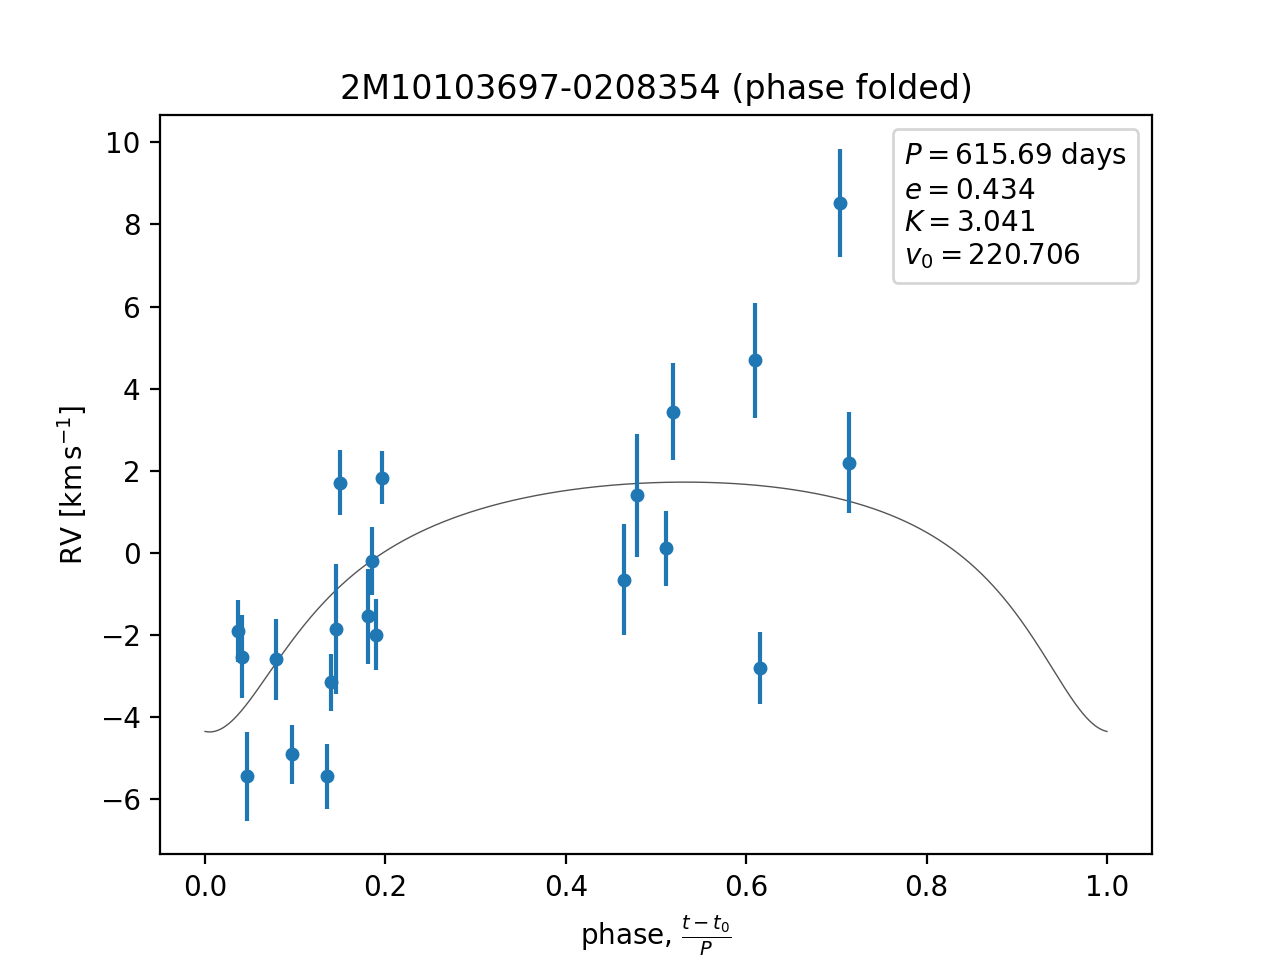 2M10103697-0208354 (phase folded)
P = 615.69 days
e = 0.434
K = 3.041
v₀ = 220.706
10
8
6
4
2
0
−2
−4
−6
RV [km s⁻¹]
0.0 0.2 0.4 0.6 0.8 1.0
phase, (t − t₀)/P